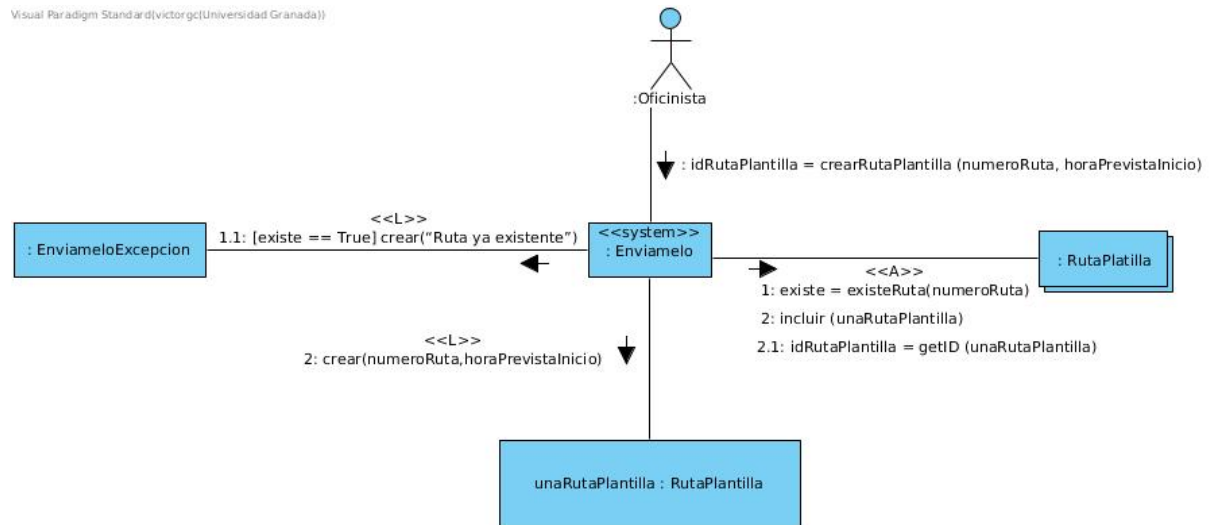 Visual Paradigm Standard(victorgc(Universidad Granada))
:Oficinista
: idRutaPlantilla = crearRutaPlantilla (numeroRuta, horaPrevistaInicio)
<<L>>
1.1: [existe == True] crear(“Ruta ya existente”)
: EnviameloExcepcion
<<system>>
: Enviamelo
: RutaPlatilla
<<A>>
1: existe = existeRuta(numeroRuta)
2: incluir (unaRutaPlantilla)
2.1: idRutaPlantilla = getID (unaRutaPlantilla)
<<L>>
2: crear(numeroRuta,horaPrevistaInicio)
unaRutaPlantilla : RutaPlantilla